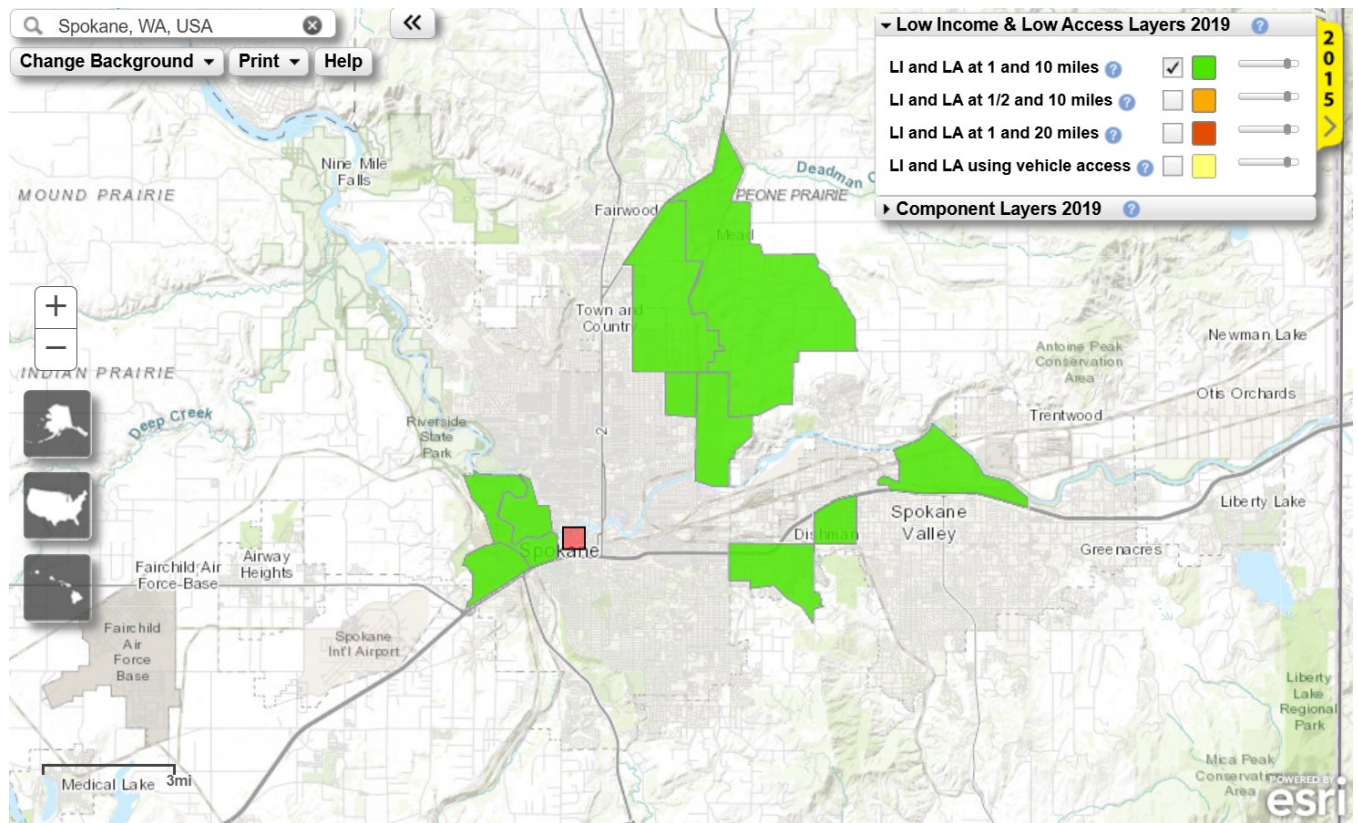 Spokane, WA, USA
Change Background
Print
Help
Low Income & Low Access Layers 2019
LI and LA at 1 and 10 miles
LI and LA at 1/2 and 10 miles
LI and LA at 1 and 20 miles
LI and LA using vehicle access
Component Layers 2019
2
0
1
5
Nine Mile
Falls
MOUND PRAIRIE
Deadman
PEONE PRAIRIE
Fairwood
Mead
Town and
Country
Newman Lake
Antoine Peak
Conservation
Area
INDIAN PRAIRIE
Otis Orchards
Deep Creek
Trentwood
Riverside
State
Park
2
Liberty Lake
Spokane
Valley
Dishman
Spokane
Greenacres
Airway
Heights
Fairchild Air
Force Base
Fairchild
Air
Force
Base
Spokane
Int'l Airport
Liberty
Lake
Regional
Park
Mica Peak
Conservation
Area
Medical Lake
3mi
POWERED BY
esri